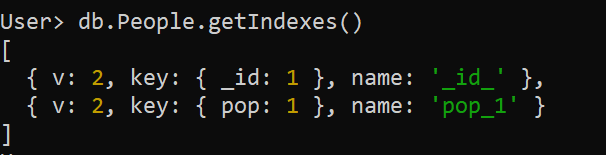 User> db.People.getIndexes()
[
  { v: 2, key: { _id: 1 }, name: '_id_' },
  { v: 2, key: { pop: 1 }, name: 'pop_1' }
]